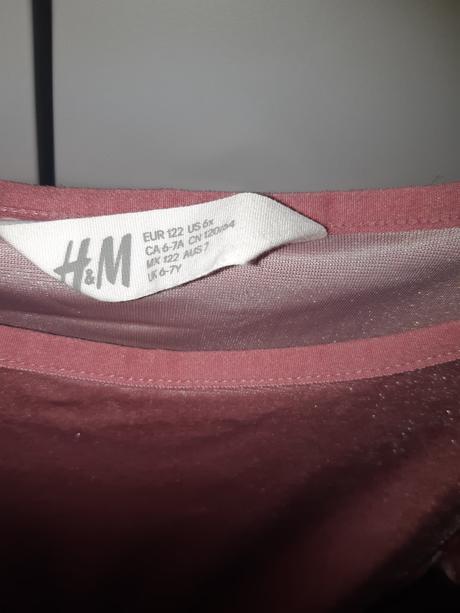 H&M
EUR 122 US 6x
CA 6-7A CN 120/64
MX 122 AUS 7
UK 6-7Y